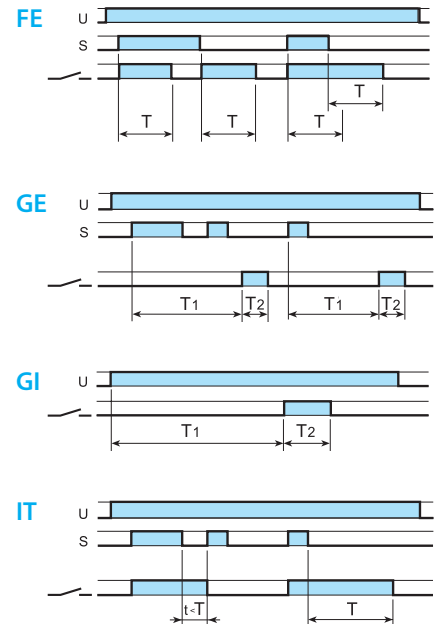 FE U
S
T T T
T
GE U
S
T1 T2 T1 T2
GI U
T1 T2
IT U
S
t<T T